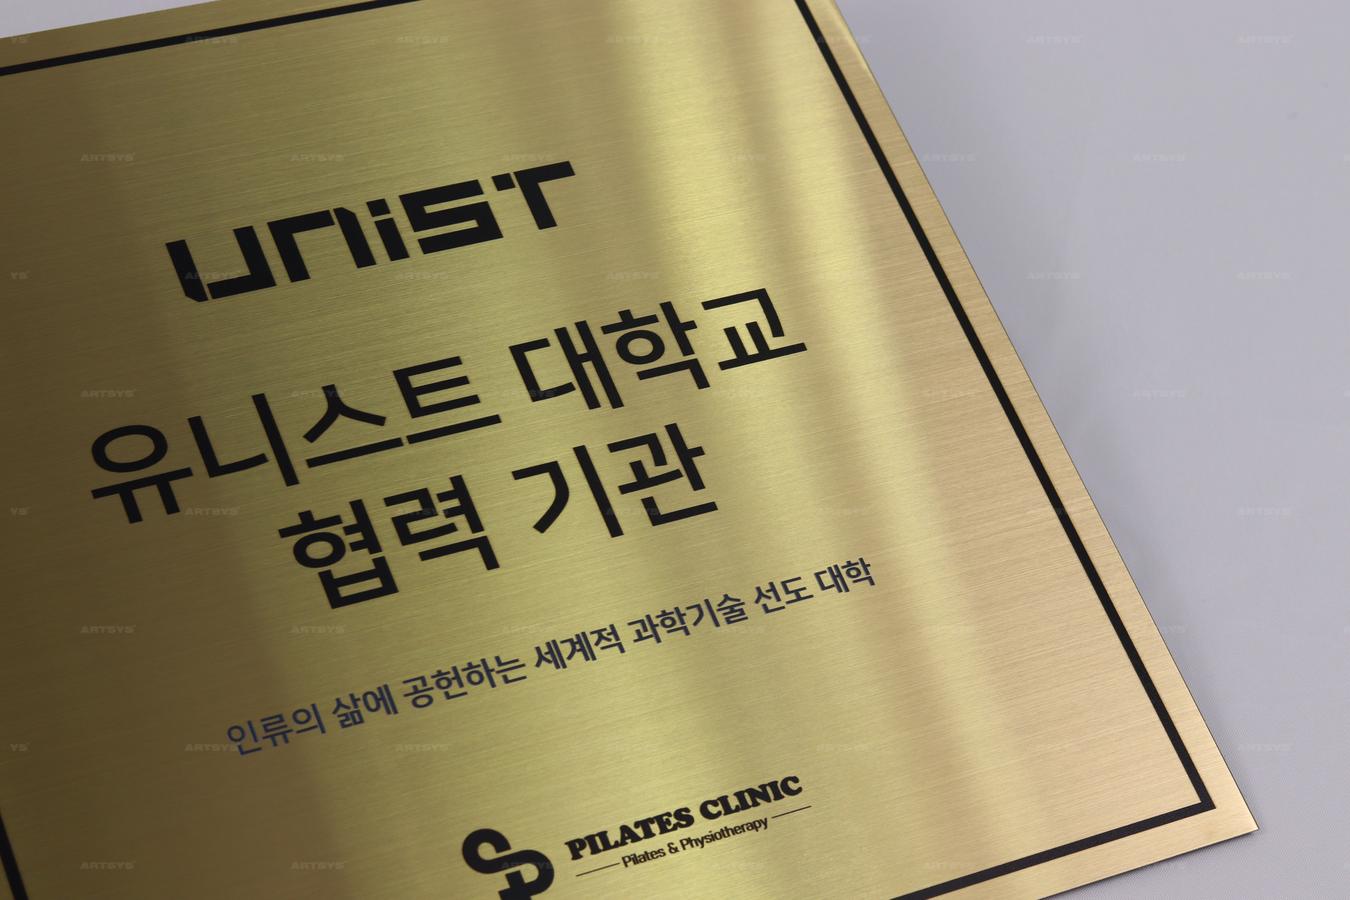 UNIST
유니스트 대학교
협력 기관
인류의 삶에 공헌하는 세계적 과학기술 선도 대학
PILATES CLINIC
Pilates & Physiotherapy
ARTSYS